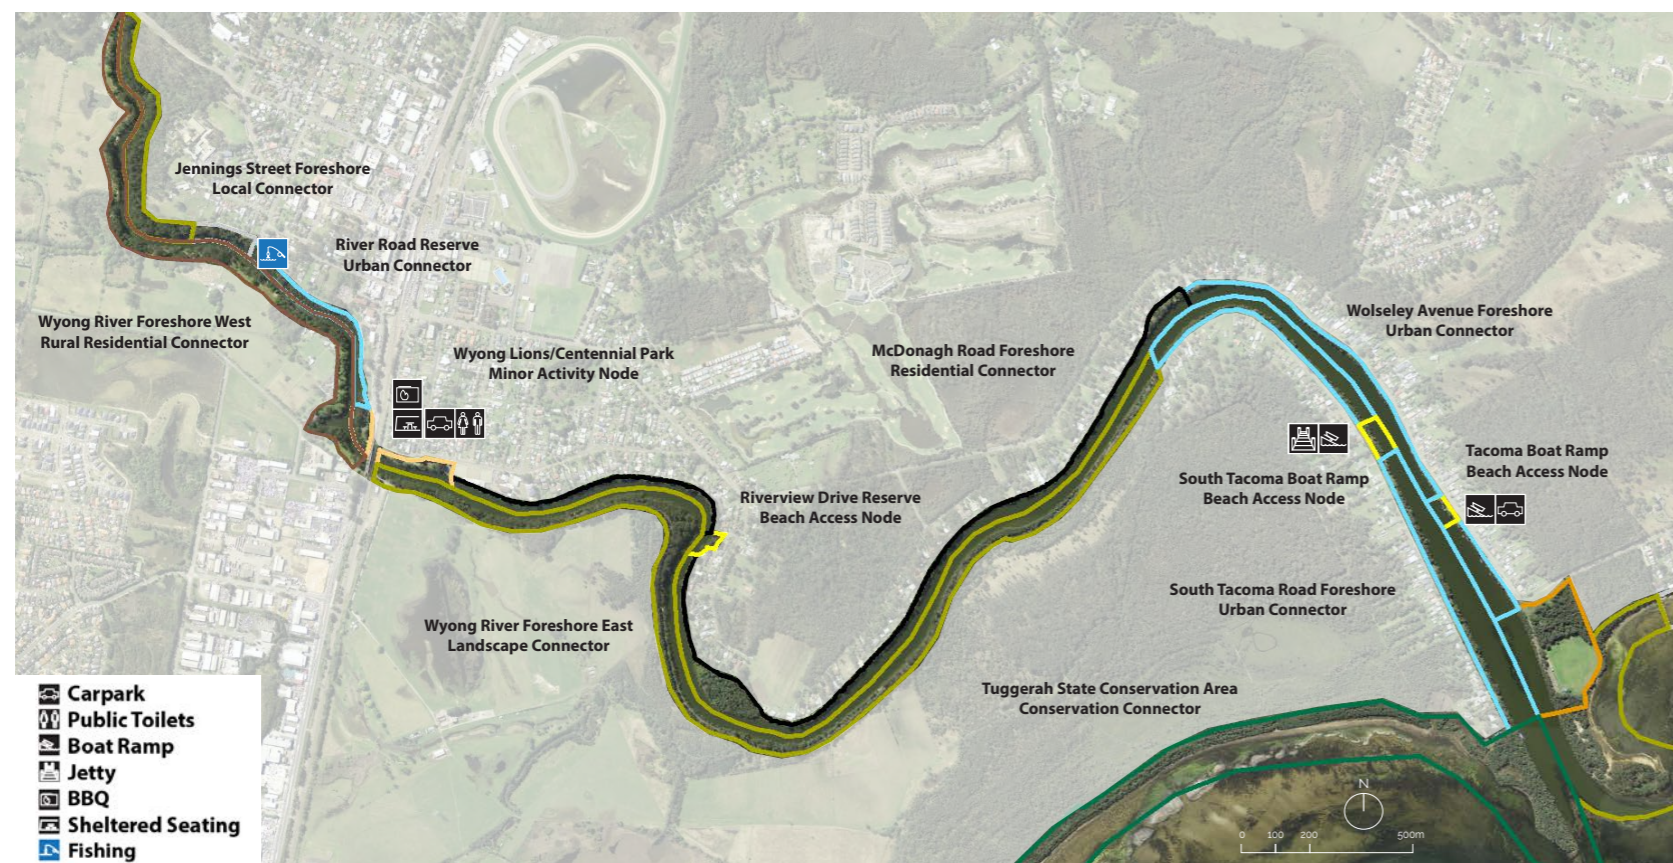 Jennings Street Foreshore
Local Connector
River Road Reserve
Urban Connector
Wyong River Foreshore West
Rural Residential Connector
Wyong Lions/Centennial Park
Minor Activity Node
McDonagh Road Foreshore
Residential Connector
Wolseley Avenue Foreshore
Urban Connector
South Tacoma Boat Ramp
Beach Access Node
Tacoma Boat Ramp
Beach Access Node
Riverview Drive Reserve
Beach Access Node
South Tacoma Road Foreshore
Urban Connector
Wyong River Foreshore East
Landscape Connector
Tuggerah State Conservation Area
Conservation Connector
Carpark
Public Toilets
Boat Ramp
Jetty
BBQ
Sheltered Seating
Fishing
N
0 100 200 500m